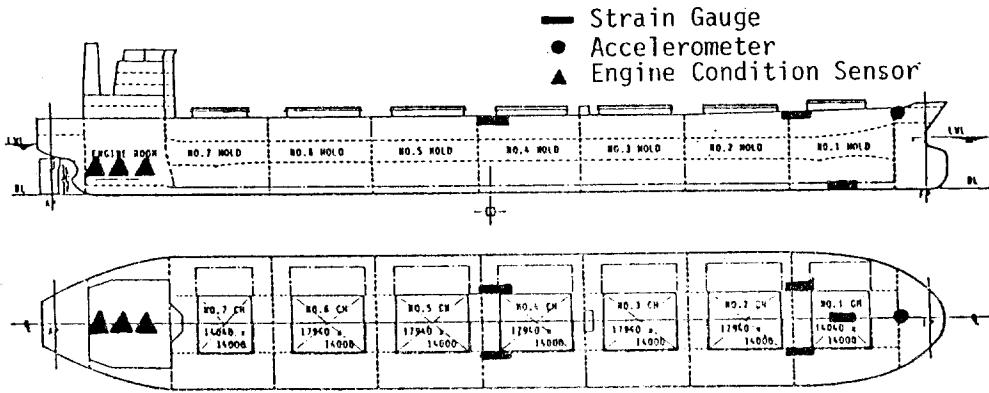 Strain Gauge
Accelerometer
Engine Condition Sensor
LWL
ENGINE ROOM
NO.7 HOLD
NO.6 HOLD
NO.5 HOLD
NO.4 HOLD
NO.3 HOLD
NO.2 HOLD
NO.1 HOLD
LWL
BL
BL
NO.7 CH
14040 x
14000
NO.6 CH
17940 x
14000
NO.5 CH
17940 x
14000
NO.4 CH
17940 x
14000
NO.3 CH
17940 x
14000
NO.2 CH
17940 x
14000
NO.1 CH
14040 x
14000